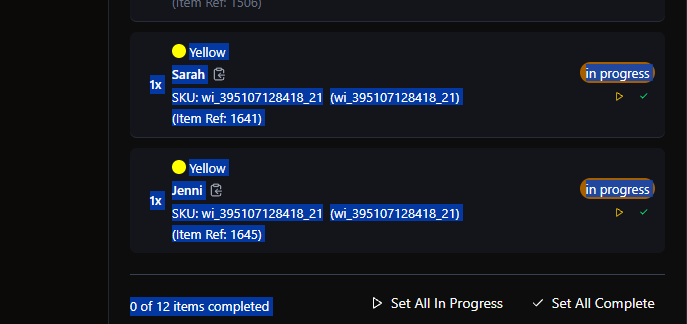 (Item Ref: 1506)
Yellow
Sarah
1x
in progress
SKU: wi_395107128418_21 (wi_395107128418_21)
(Item Ref: 1641)
Yellow
Jenni
1x
in progress
SKU: wi_395107128418_21 (wi_395107128418_21)
(Item Ref: 1645)
0 of 12 items completed
Set All In Progress
Set All Complete